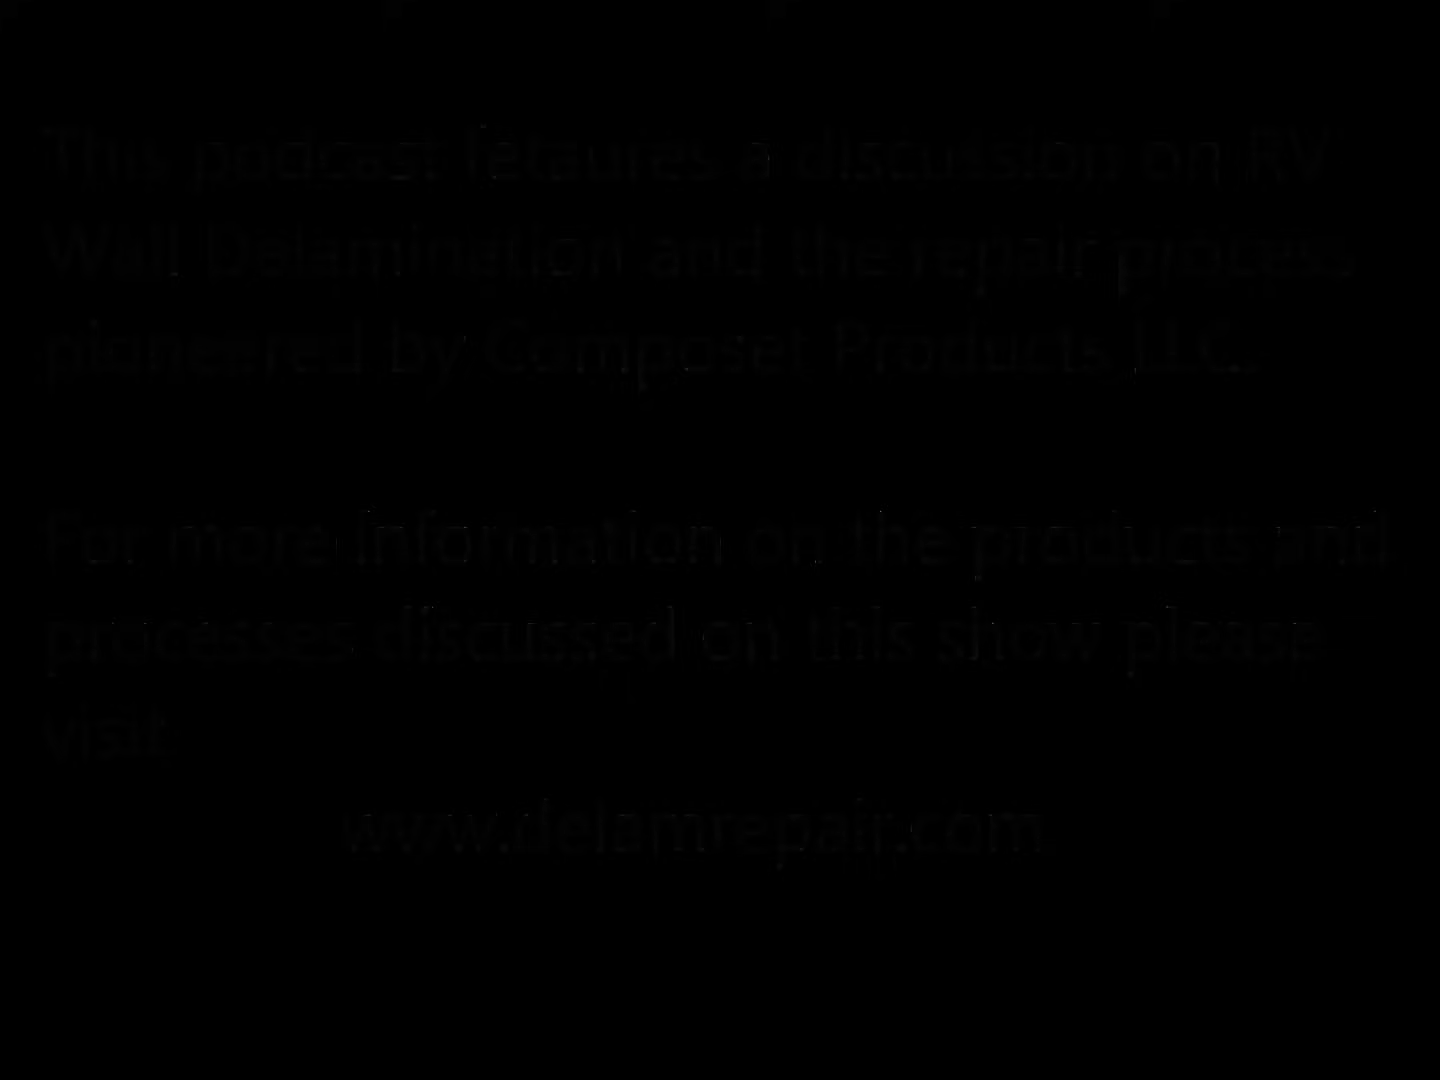 This podcast fetaures a discussion on RV
Wall Delamination and the repair process
pioneered by Composet Products LLC.
For more information on the products and
processes discussed on this show please
visit
www.delamrepair.com